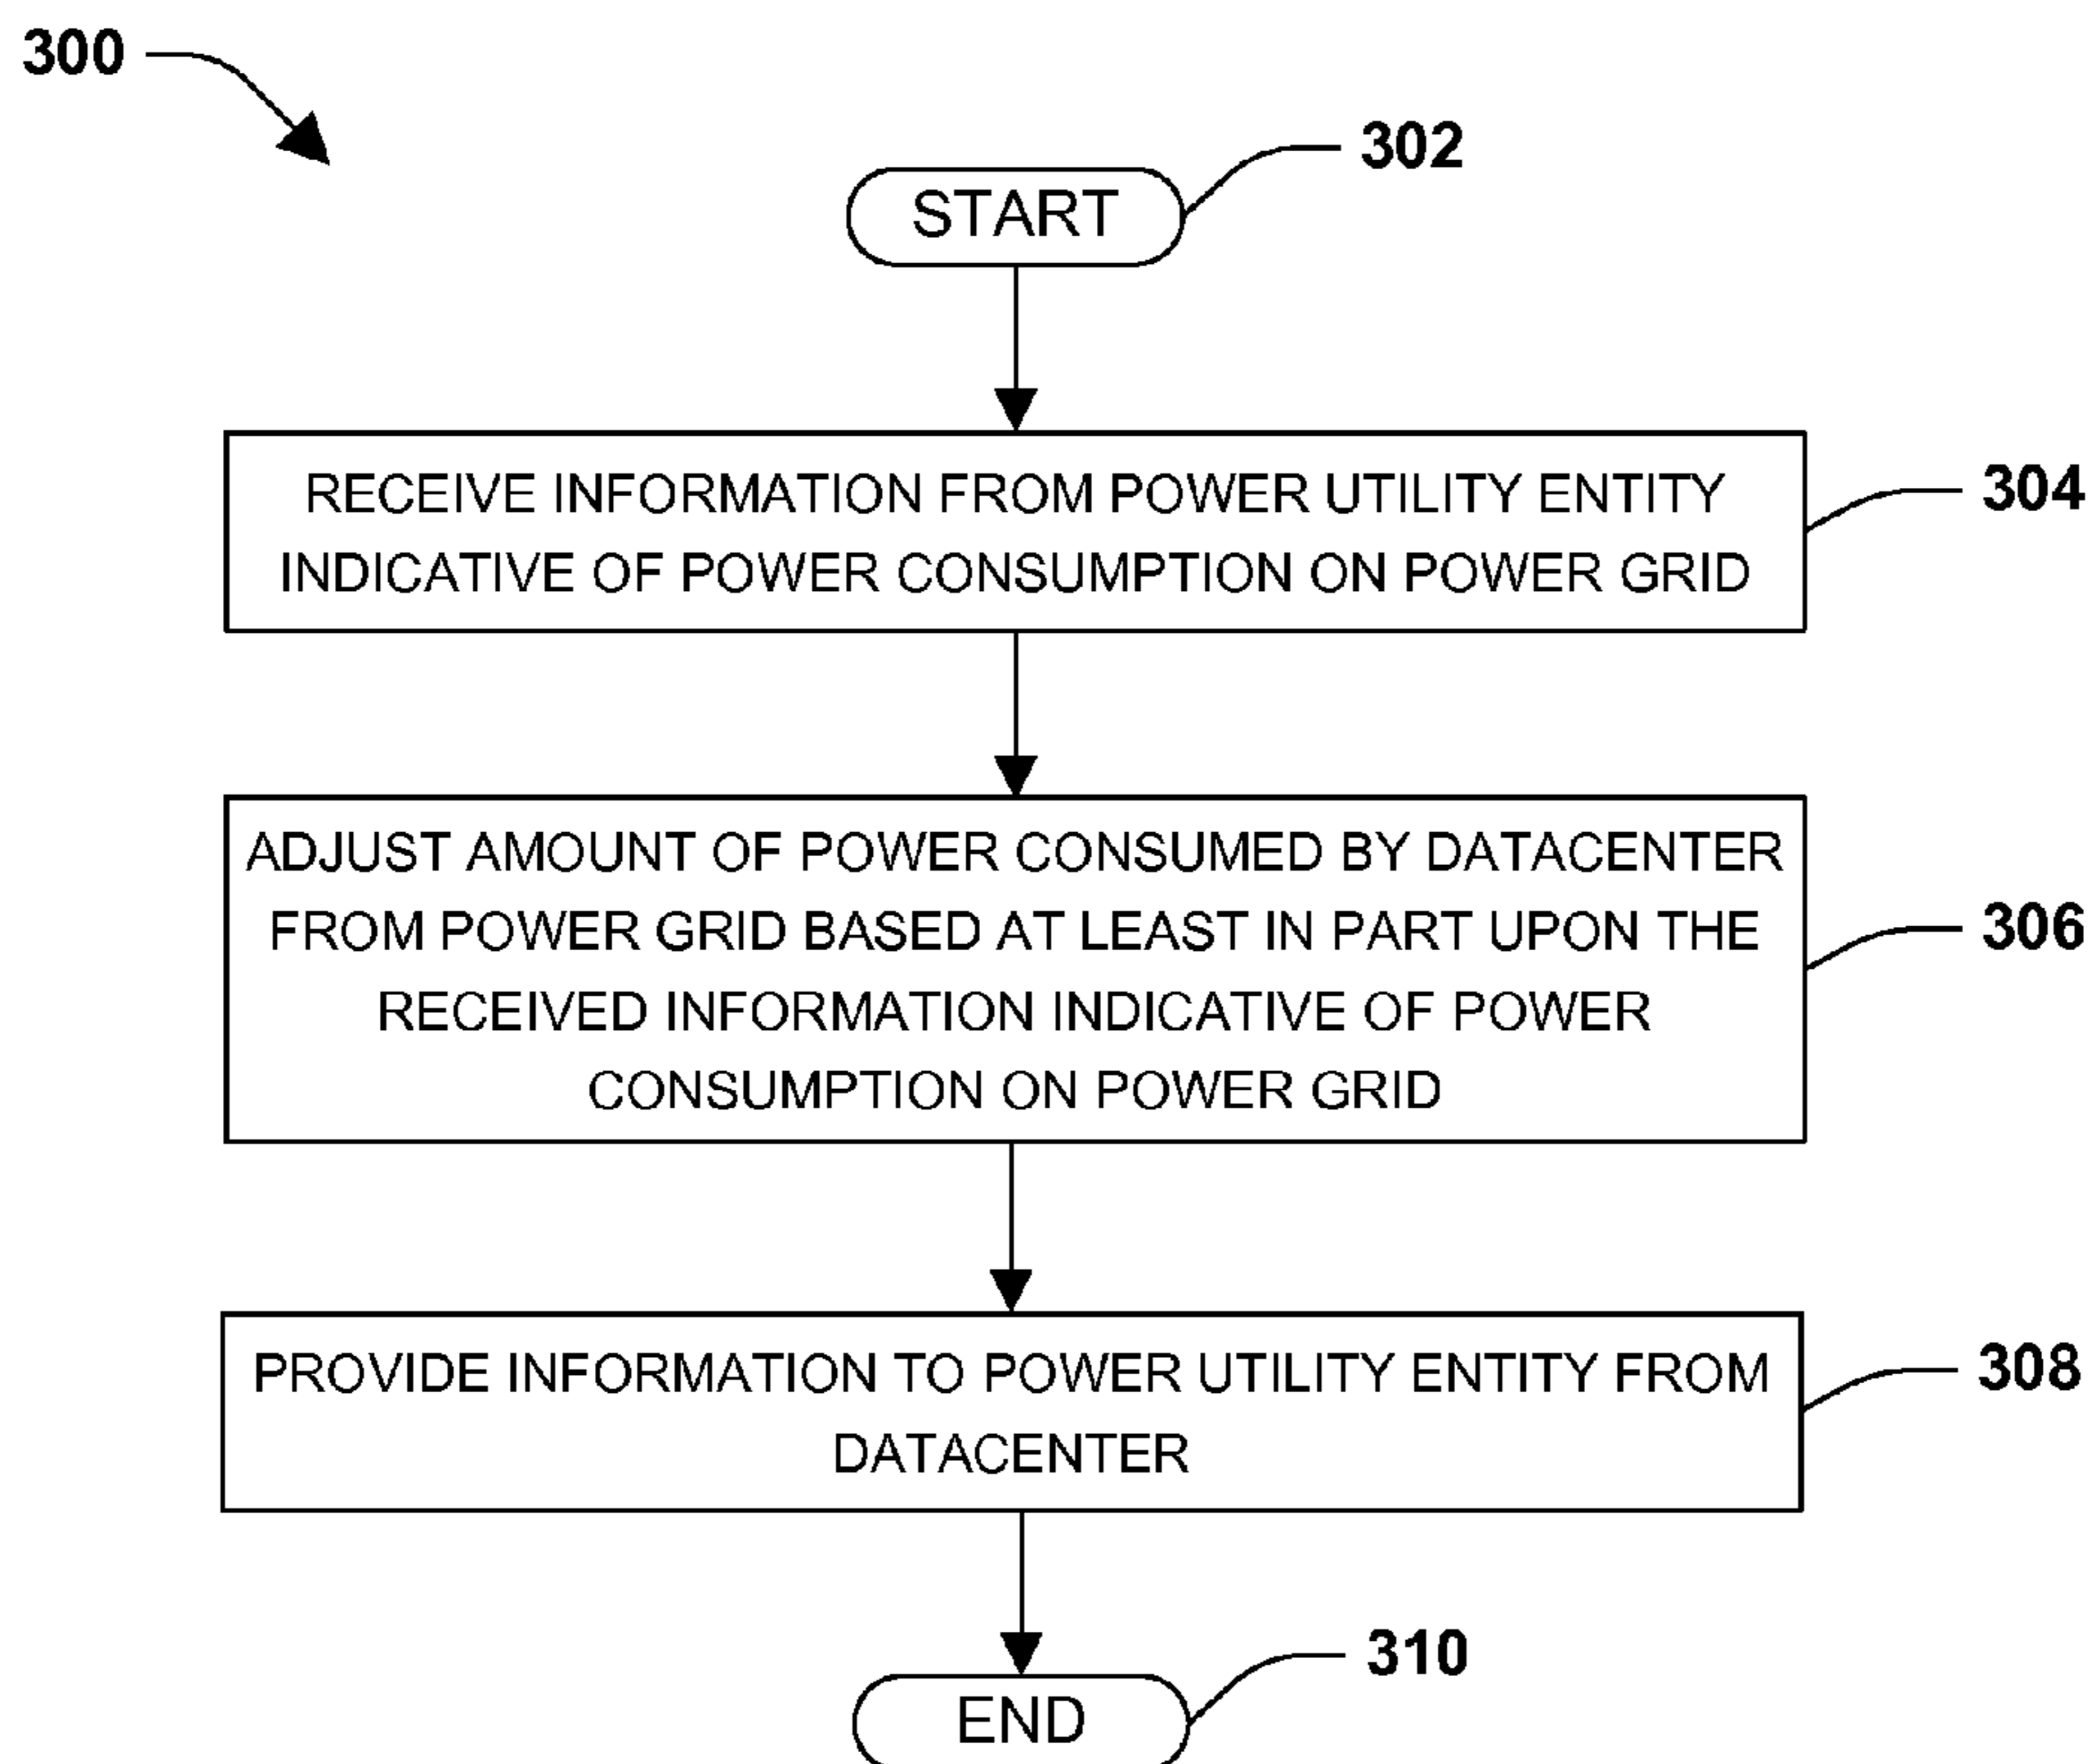 300
302
START
RECEIVE INFORMATION FROM POWER UTILITY ENTITY
INDICATIVE OF POWER CONSUMPTION ON POWER GRID
304
ADJUST AMOUNT OF POWER CONSUMED BY DATACENTER
FROM POWER GRID BASED AT LEAST IN PART UPON THE
RECEIVED INFORMATION INDICATIVE OF POWER
CONSUMPTION ON POWER GRID
306
PROVIDE INFORMATION TO POWER UTILITY ENTITY FROM
DATACENTER
308
310
END